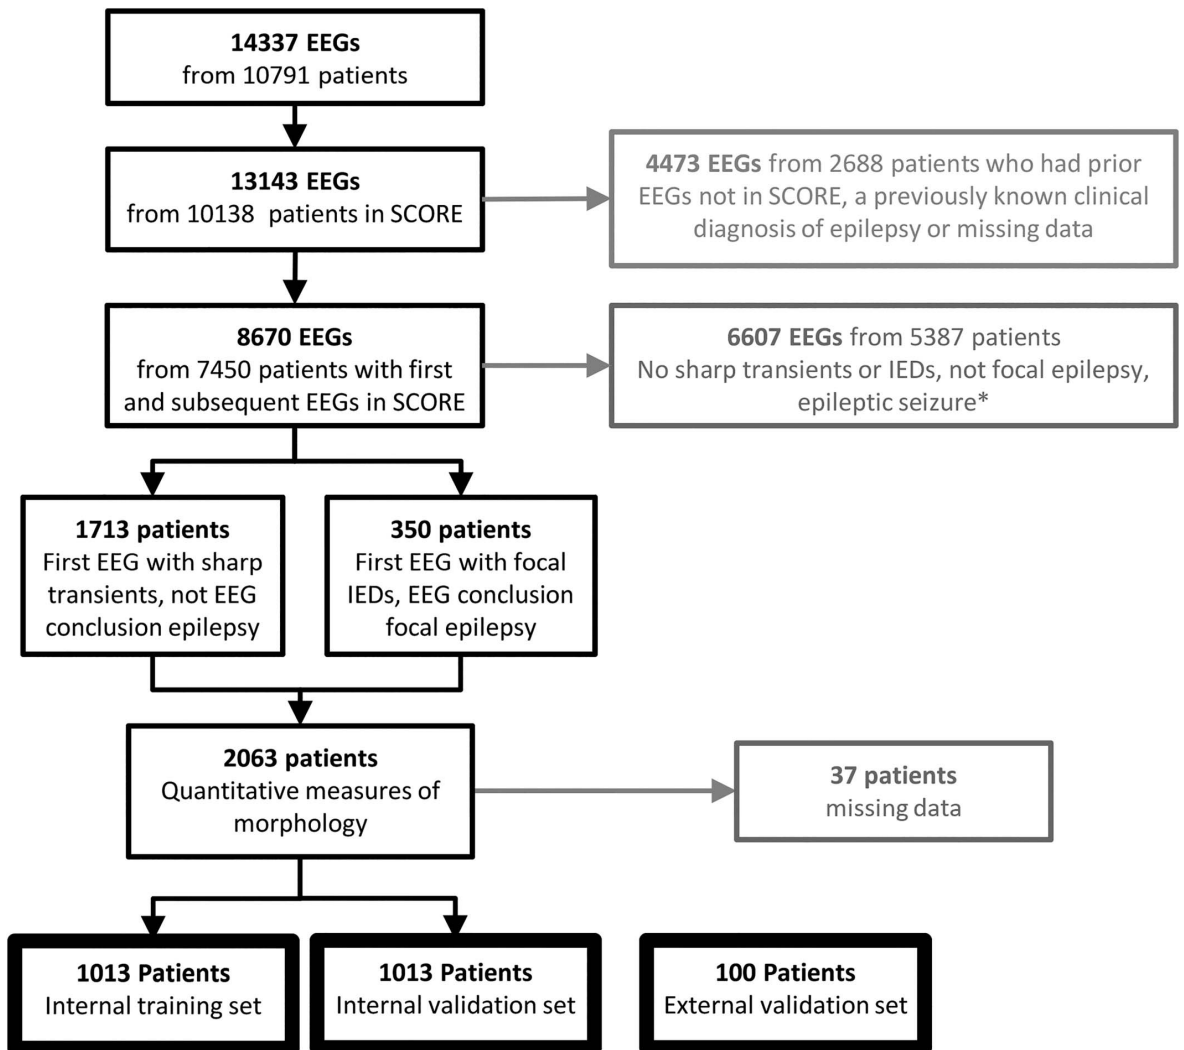 14337 EEGs
from 10791 patients
13143 EEGs
from 10138 patients in SCORE
4473 EEGs from 2688 patients who had prior
EEGs not in SCORE, a previously known clinical
diagnosis of epilepsy or missing data
8670 EEGs
from 7450 patients with first
and subsequent EEGs in SCORE
6607 EEGs from 5387 patients
No sharp transients or IEDs, not focal epilepsy,
epileptic seizure*
1713 patients
First EEG with sharp
transients, not EEG
conclusion epilepsy
350 patients
First EEG with focal
IEDs, EEG conclusion
focal epilepsy
2063 patients
Quantitative measures of
morphology
37 patients
missing data
1013 Patients
Internal training set
1013 Patients
Internal validation set
100 Patients
External validation set